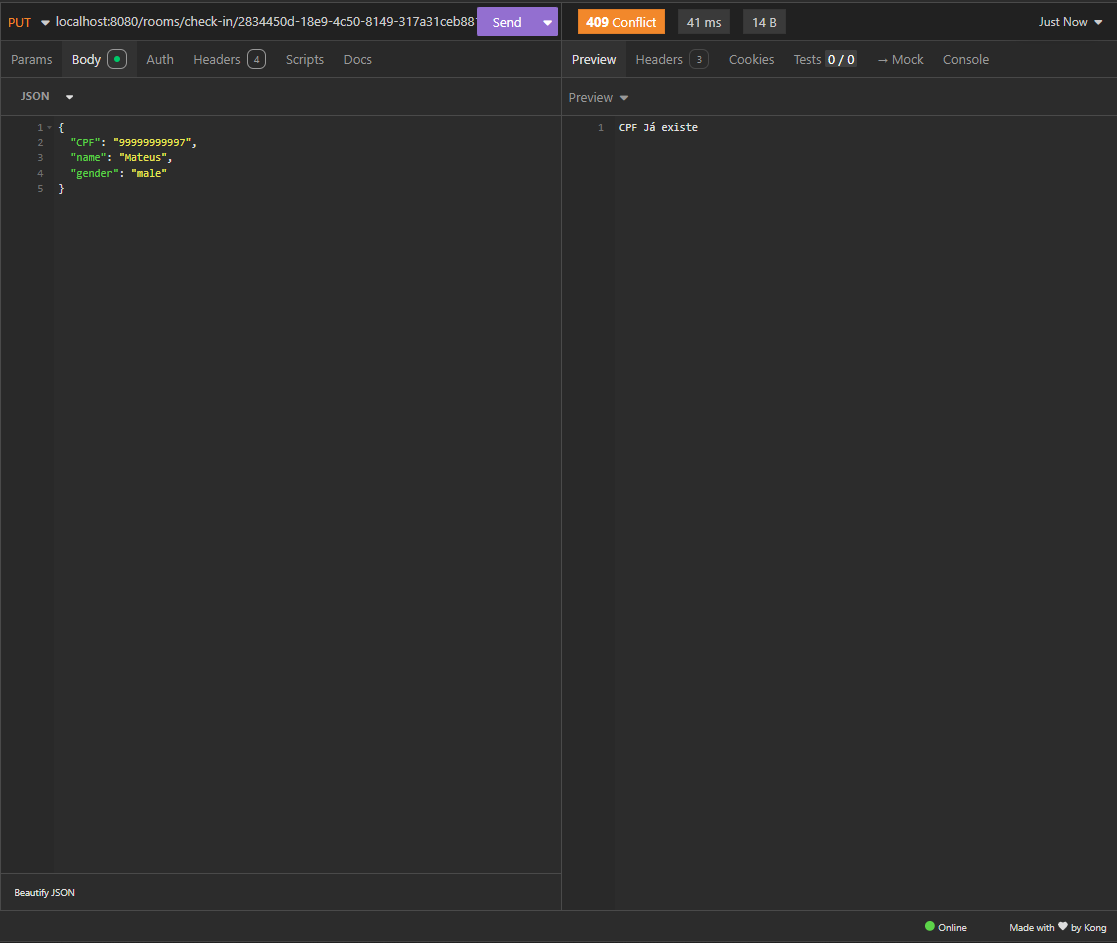 PUT localhost:8080/rooms/check-in/2834450d-18e9-4c50-8149-317a31ceb88 Send 409 Conflict 41 ms 14 B Just Now
Params Body Auth Headers 4 Scripts Docs
Preview Headers 3 Cookies Tests 0 / 0 → Mock Console
JSON
Preview
1 {
2 "CPF": "99999999997",
3 "name": "Mateus",
4 "gender": "male"
5 }
1 CPF Já existe
Beautify JSON
Online Made with ♥ by Kong